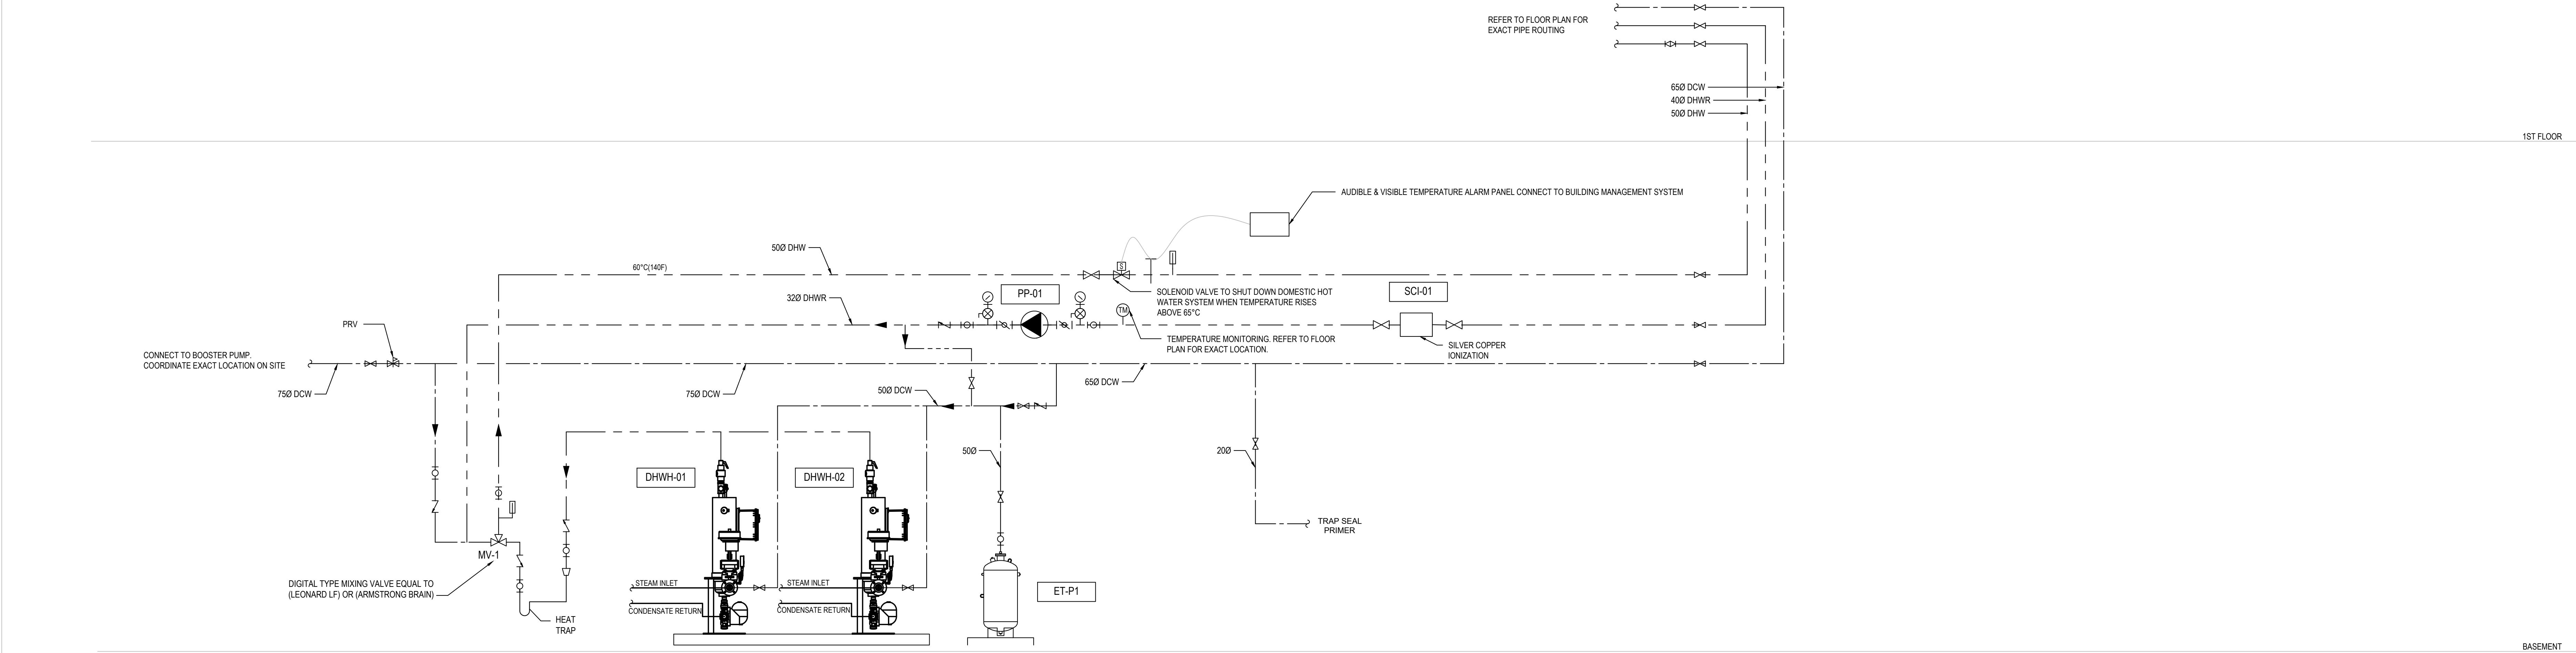 REFER TO FLOOR PLAN FOR
EXACT PIPE ROUTING
65Ø DCW
40Ø DHWR
50Ø DHW
1ST FLOOR
AUDIBLE & VISIBLE TEMPERATURE ALARM PANEL CONNECT TO BUILDING MANAGEMENT SYSTEM
50Ø DHW
60°C(140F)
S
SOLENOID VALVE TO SHUT DOWN DOMESTIC HOT
WATER SYSTEM WHEN TEMPERATURE RISES
ABOVE 65°C
PP-01
SCI-01
32Ø DHWR
TM
TEMPERATURE MONITORING. REFER TO FLOOR
PLAN FOR EXACT LOCATION.
SILVER COPPER
IONIZATION
PRV
CONNECT TO BOOSTER PUMP.
COORDINATE EXACT LOCATION ON SITE
75Ø DCW
75Ø DCW
50Ø DCW
65Ø DCW
50Ø
20Ø
DHWH-01
DHWH-02
TRAP SEAL
PRIMER
MV-1
DIGITAL TYPE MIXING VALVE EQUAL TO
(LEONARD LF) OR (ARMSTRONG BRAIN)
HEAT
TRAP
STEAM INLET
CONDENSATE RETURN
STEAM INLET
CONDENSATE RETURN
ET-P1
BASEMENT